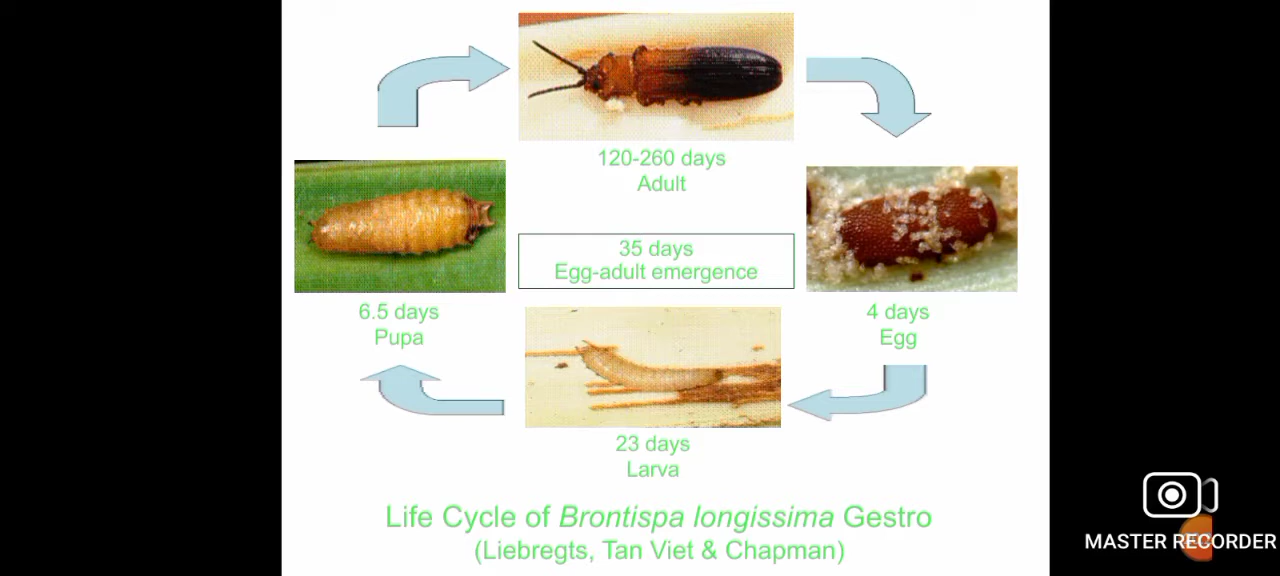 120-260 days
Adult
35 days
Egg-adult emergence
6.5 days
Pupa
4 days
Egg
23 days
Larva
Life Cycle of Brontispa longissima Gestro
(Liebregts, Tan Viet & Chapman)
MASTER RECORDER